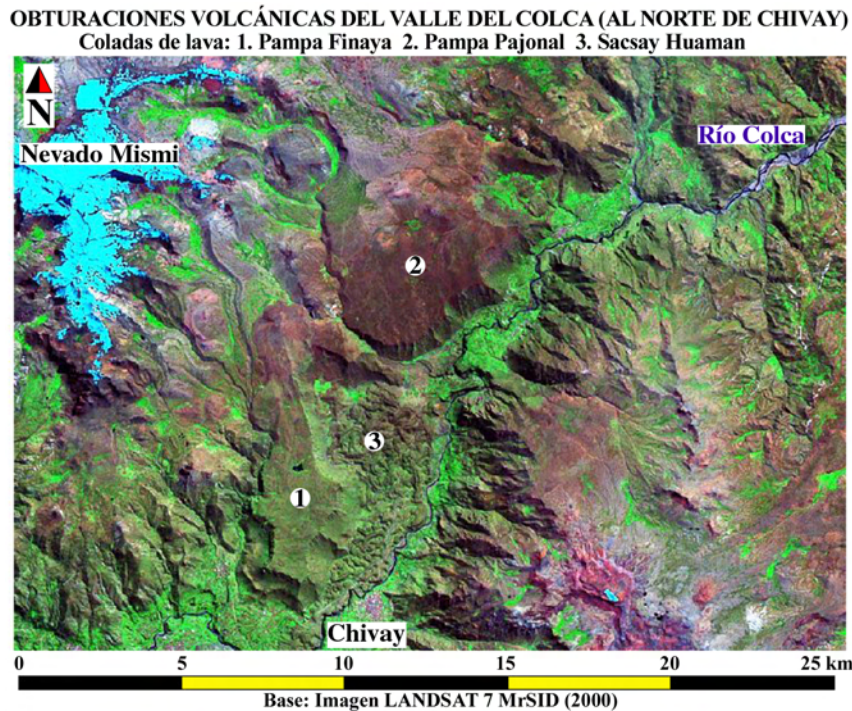 OBTURACIONES VOLCÁNICAS DEL VALLE DEL COLCA (AL NORTE DE CHIVAY)
Coladas de lava: 1. Pampa Finaya 2. Pampa Pajonal 3. Sacsay Huaman
N
Río Colca
Nevado Mismi
2
3
1
Chivay
0 5 10 15 20 25 km
Base: Imagen LANDSAT 7 MrSID (2000)